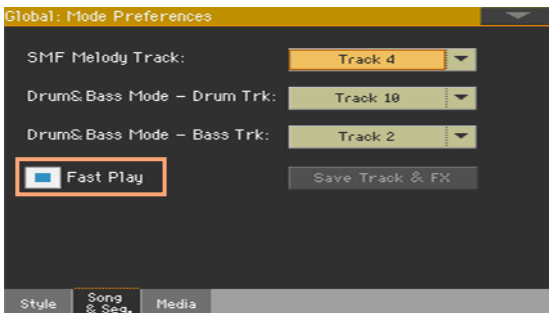 Global: Mode Preferences
SMF Melody Track: Track 4
Drum&Bass Mode - Drum Trk: Track 10
Drum&Bass Mode - Bass Trk: Track 2
Fast Play Save Track & FX
Style Song & Seq. Media